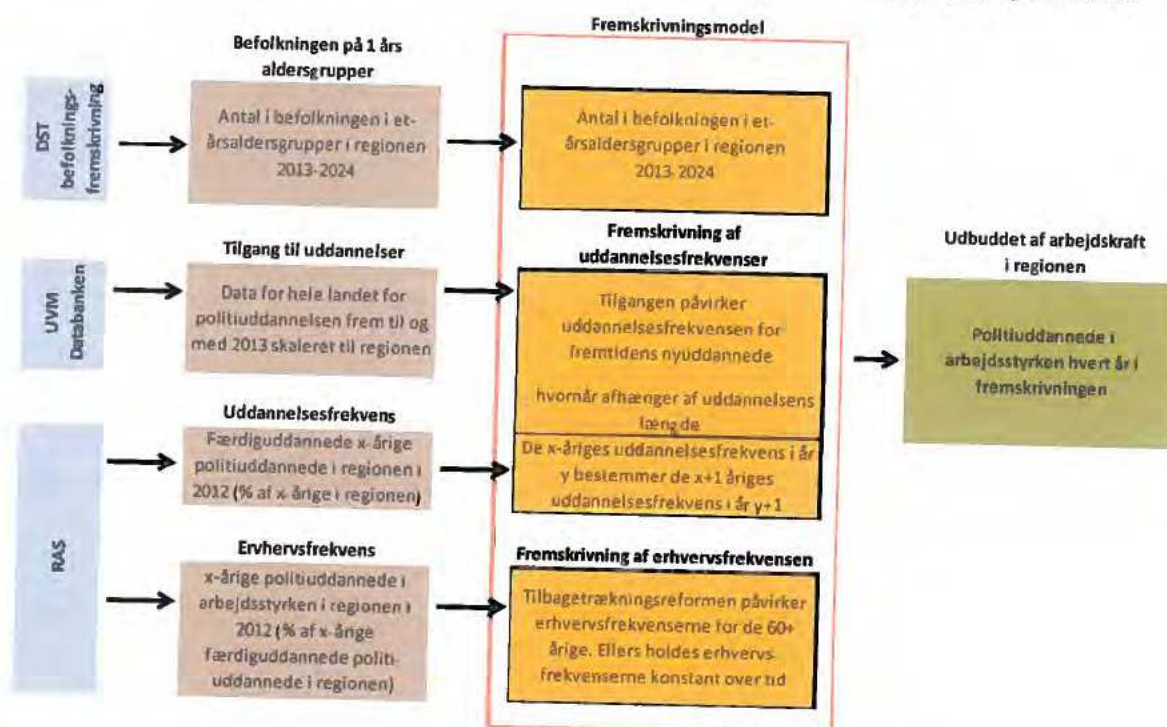 Fremskrivningsmodel
Befolkningen på 1 års
aldersgrupper
DST
befolknings-
fremskrivning
Antal i befolkningen i et-
årsaldersgrupper i regionen
2013-2024
Antal i befolkningen i et-
årsaldersgrupper i regionen
2013-2024
UVM
Databanken
Tilgang til uddannelser
Data for hele landet for
politiuddannelsen frem til og
med 2013 skaleret til regionen
Fremskrivning af
uddannelsesfrekvenser
Tilgangen påvirker
uddannelsesfrekvensen for
fremtidens nyuddannede
hvornår afhænger af uddannelsens
længde
Udbuddet af arbejdskraft
i regionen
Politiuddannede i
arbejdsstyrken hvert år i
fremskrivningen
RAS
Uddannelsesfrekvens
Færdiguddannede x-årige
politiuddannede i regionen i
2012 (% af x-årige i regionen)
De x-åriges uddannelsesfrekvens i år
y bestemmer de x+1 åriges
uddannelsesfrekvens i år y+1
Ervhervsfrekvens
x-årige politiuddannede i
arbejdsstyrken i regionen i
2012 (% af x-årige
færdiguddannede politi-
uddannede i regionen)
Fremskrivning af erhvervsfrekvensen
Tilbagetrækningsreformen påvirker
erhvervsfrekvenserne for de 60+
årige. Ellers holdes erhvervs-
frekvenserne konstant over tid